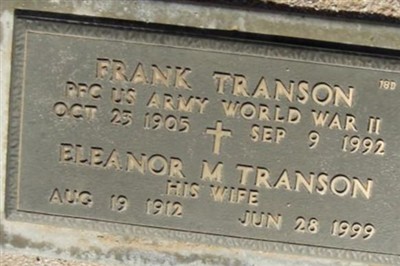 FRANK TRANSON
PFC US ARMY WORLD WAR II
OCT 25 1905 SEP 9 1992
ELEANOR M TRANSON
HIS WIFE
AUG 19 1912 JUN 28 1999